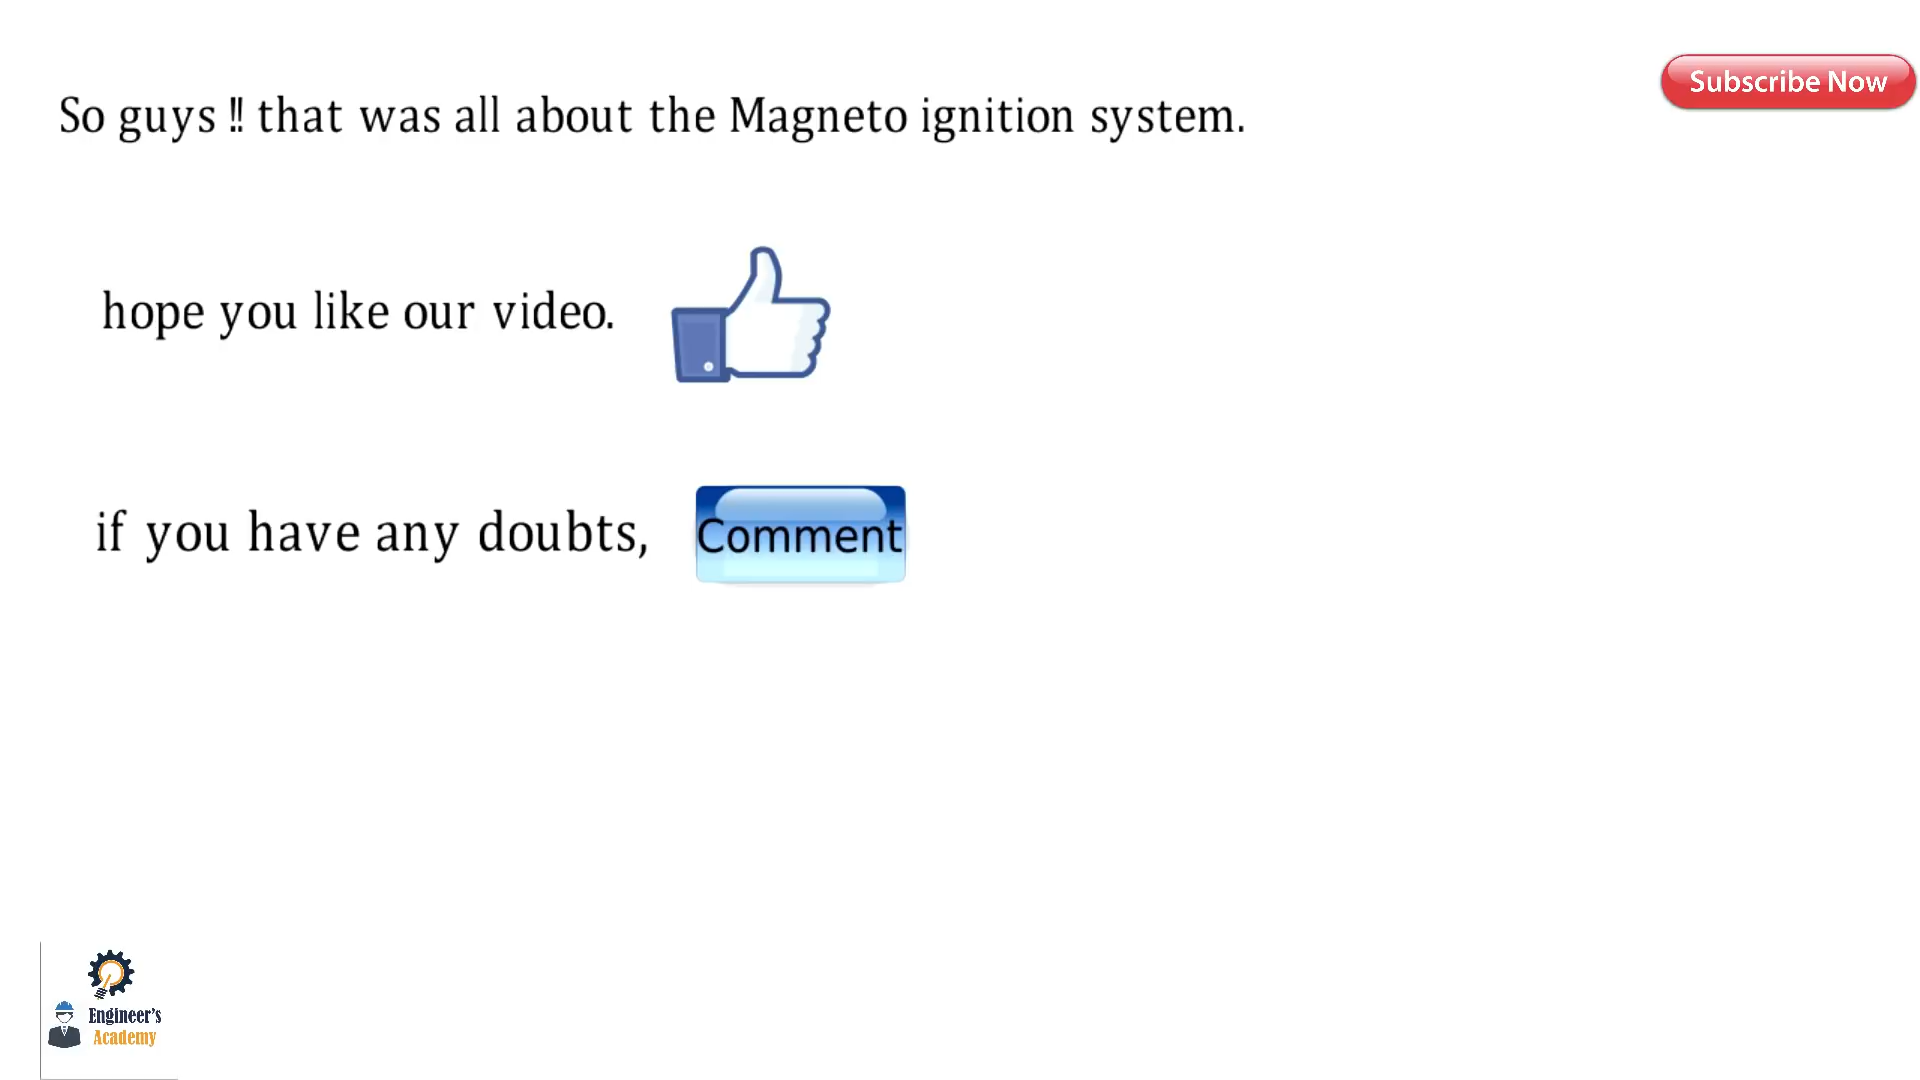 Subscribe Now
So guys !! that was all about the Magneto ignition system.
hope you like our video.
if you have any doubts, Comment
Engineer's
Academy